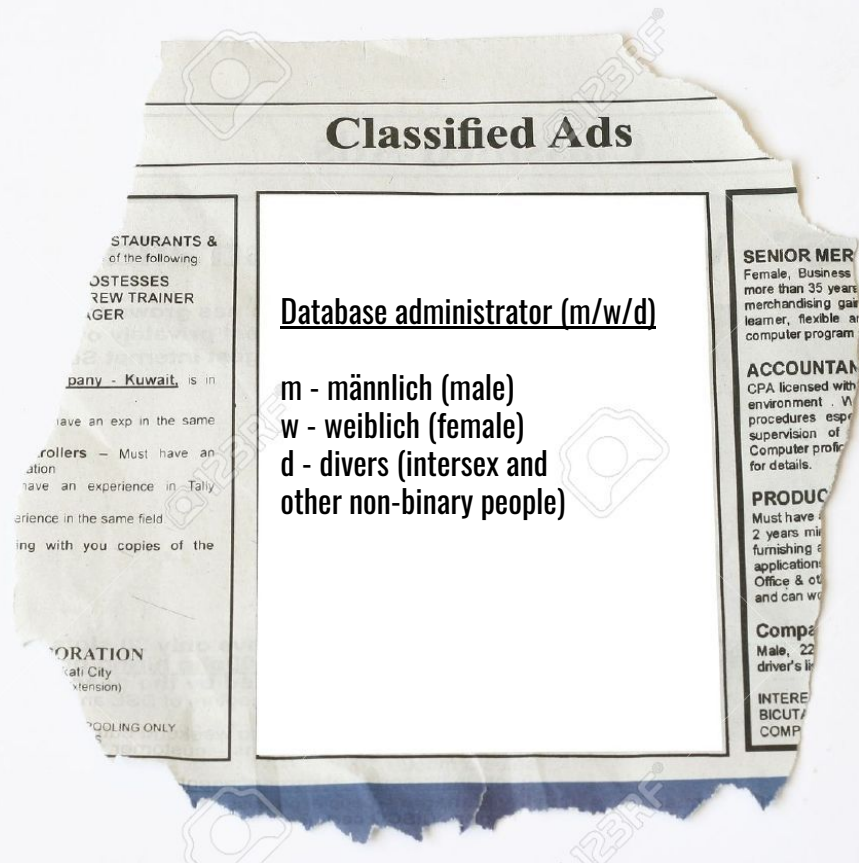 Classified Ads
STAURANTS &
of the following:
OSTESSES
REW TRAINER
AGER
pany - Kuwait, is in
have an exp in the same
rollers – Must have an
ation
have an experience in Tally
erience in the same field
ing with you copies of the
ORATION
kati City
xtension)
POOLING ONLY
Database administrator (m/w/d)
m - männlich (male)
w - weiblich (female)
d - divers (intersex and
other non-binary people)
SENIOR MER
Female, Business
more than 35 years
merchandising gai
learner, flexible a
computer program
ACCOUNTAN
CPA licensed with
environment . W
procedures espe
supervision of
Computer profic
for details.
PRODUC
Must have
2 years mi
furnishing a
application
Office & ot
and can wo
Compa
Male, 22
driver's li
INTERE
BICUTA
COMP
123RF